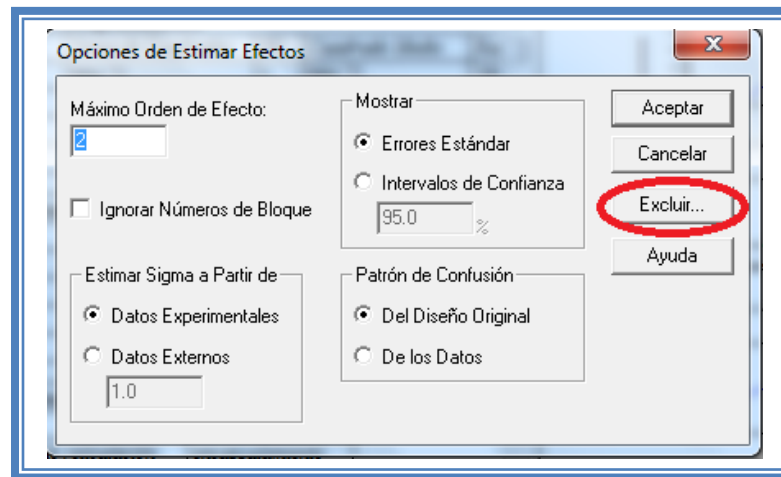 Opciones de Estimar Efectos
Máximo Orden de Efecto:
2
Ignorar Números de Bloque
Estimar Sigma a Partir de
Datos Experimentales
Datos Externos
1.0
Mostrar
Errores Estándar
Intervalos de Confianza
95.0 %
Patrón de Confusión
Del Diseño Original
De los Datos
Aceptar
Cancelar
Excluir...
Ayuda